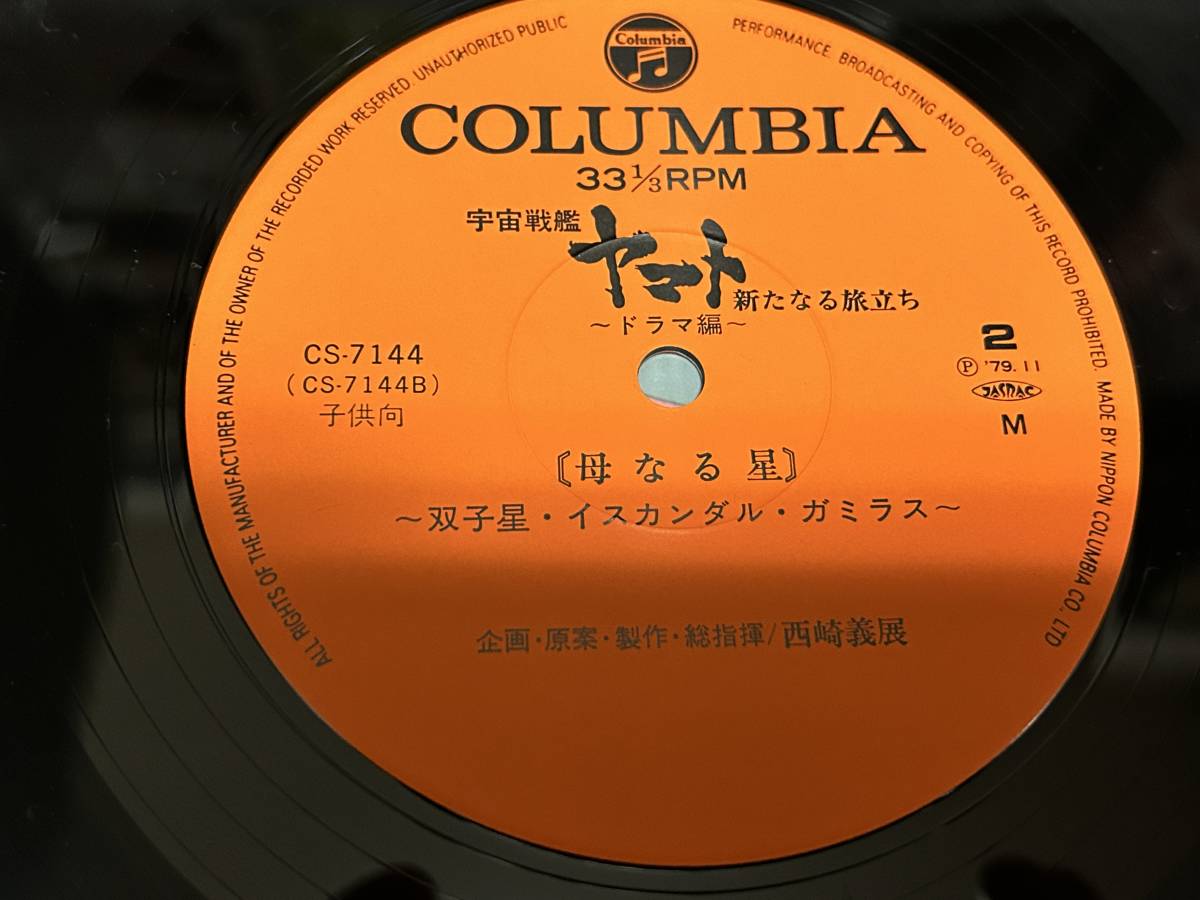 Columbia
COLUMBIA
33 1/3 RPM
宇宙戦艦
ヤマト
新たなる旅立ち
～ドラマ編～
CS-7144
(CS-7144B)
子供向
2
Ⓟ '79.11
JASRAC
M
〘母なる星〙
～双子星・イスカンダル・ガミラス～
企画・原案・製作・総指揮/西崎義展
ALL RIGHTS OF THE MANUFACTURER AND OF THE OWNER OF THE RECORDED WORK RESERVED. UNAUTHORIZED PUBLIC PERFORMANCE. BROADCASTING AND COPYING OF THIS RECORD PROHIBITED. MADE BY NIPPON COLUMBIA CO., LTD